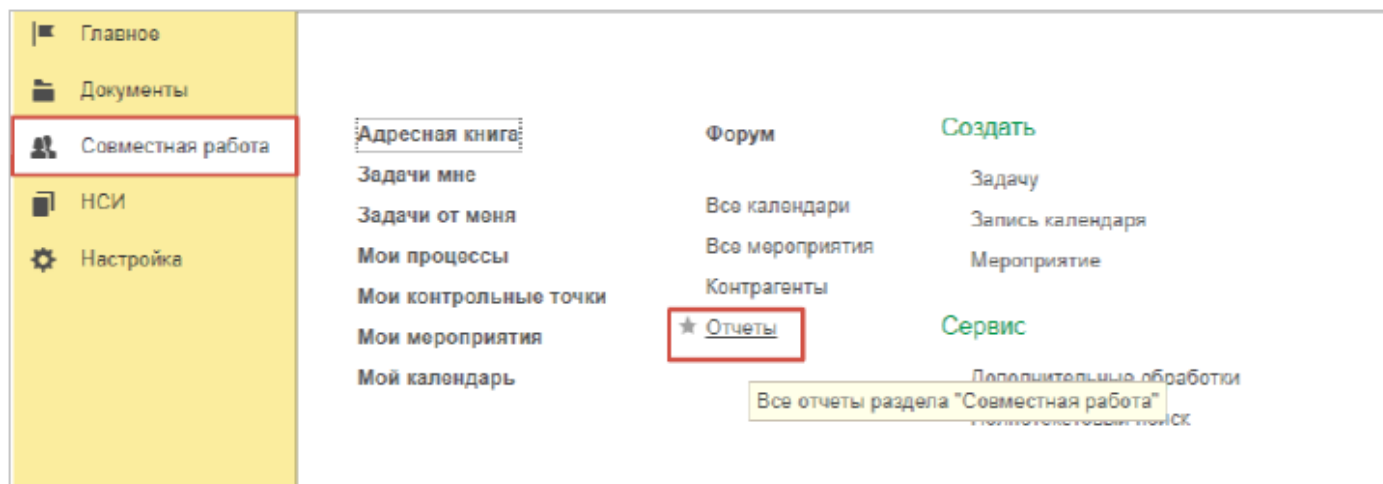 Главное
Документы
Совместная работа
НСИ
Настройка
Адресная книга
Задачи мне
Задачи от меня
Мои процессы
Мои контрольные точки
Мои мероприятия
Мой календарь
Форум
Все календари
Все мероприятия
Контрагенты
Отчеты
Все отчеты раздела "Совместная работа"
Создать
Задачу
Запись календаря
Мероприятие
Сервис
Дополнительные обработки
Полнотекстовый поиск